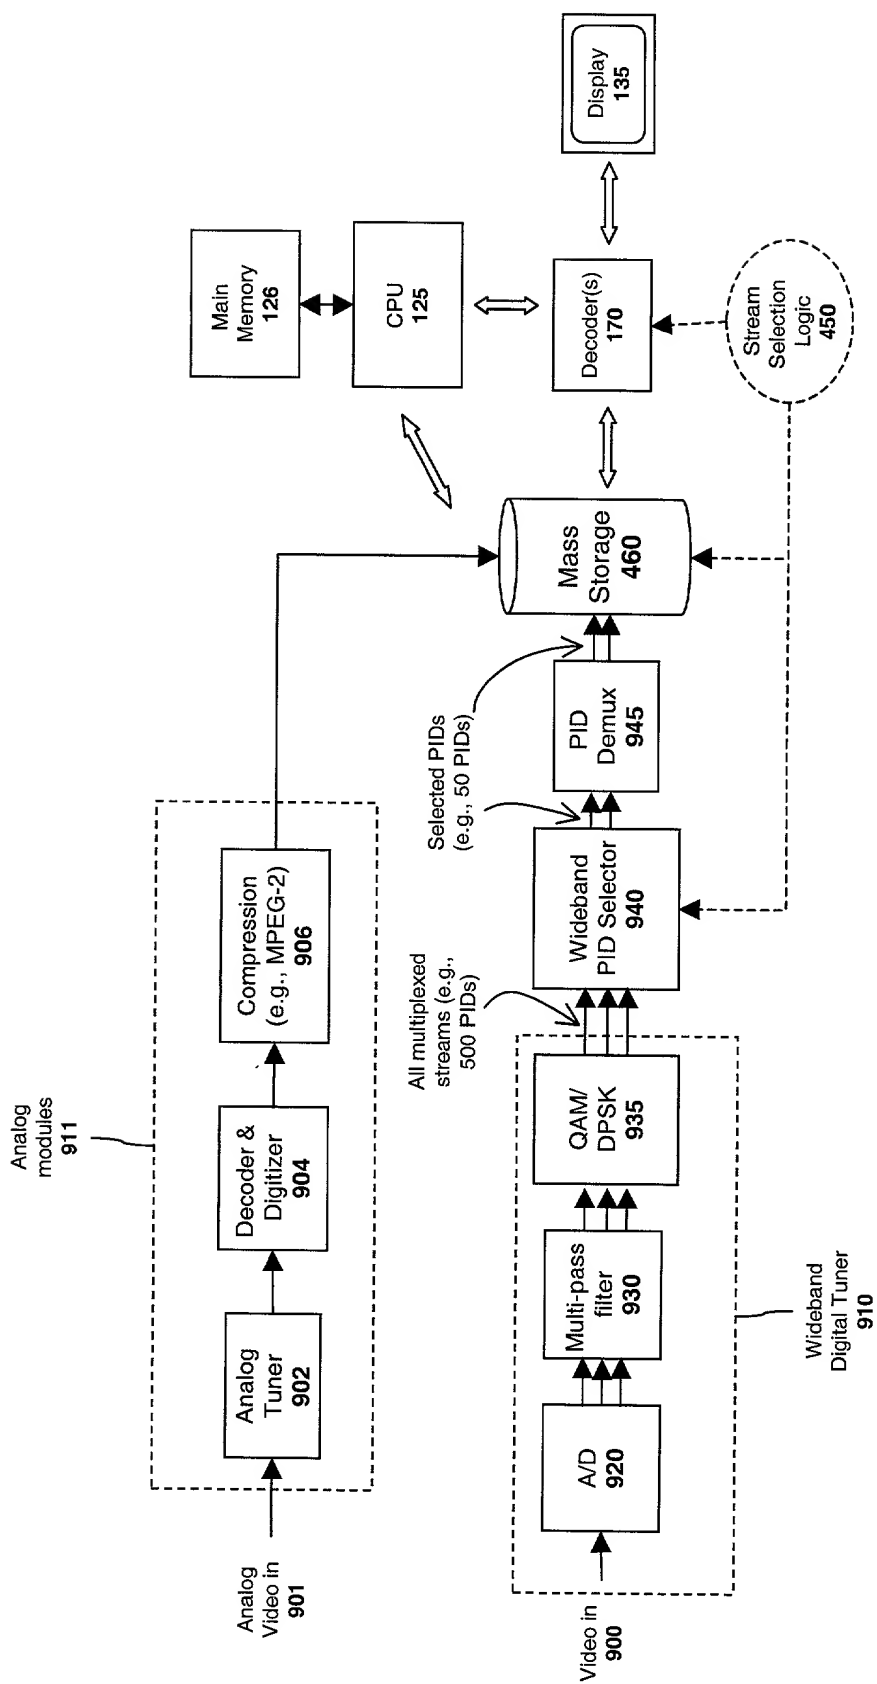 Analog
modules
911
Analog
Video in
901
Analog
Tuner
902
Decoder &
Digitizer
904
Compression
(e.g., MPEG-2)
906
Main
Memory
126
CPU
125
Video in
900
A/D
920
Multi-pass
filter
930
QAM/
DPSK
935
All multiplexed
streams (e.g.,
500 PIDs)
Wideband
PID Selector
940
Selected PIDs
(e.g., 50 PIDs)
PID
Demux
945
Mass
Storage
460
Decoder(s)
170
Display
135
Stream
Selection
Logic
450
Wideband
Digital Tuner
910